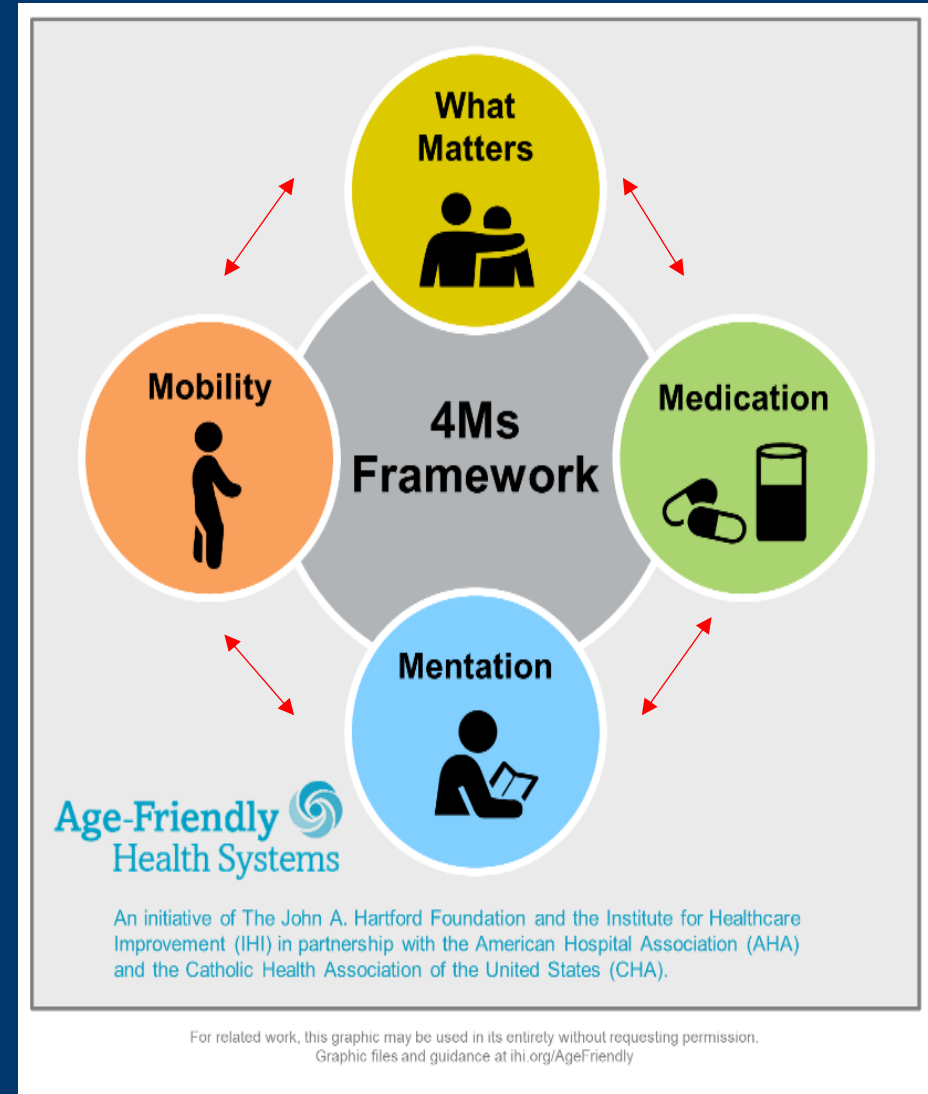 What
Matters
Mobility
Medication
4Ms
Framework
Mentation
Age-Friendly
Health Systems
An initiative of The John A. Hartford Foundation and the Institute for Healthcare
Improvement (IHI) in partnership with the American Hospital Association (AHA)
and the Catholic Health Association of the United States (CHA).
For related work, this graphic may be used in its entirety without requesting permission.
Graphic files and guidance at ihi.org/AgeFriendly